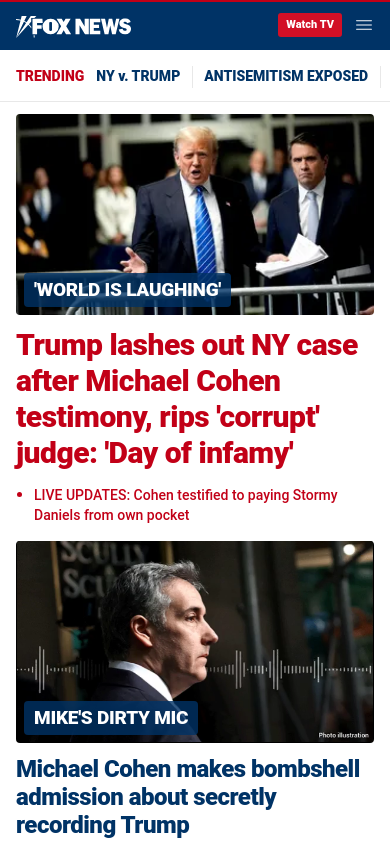 FOX NEWS
Watch TV
TRENDING NY v. TRUMP ANTISEMITISM EXPOSED
'WORLD IS LAUGHING'
Trump lashes out NY case
after Michael Cohen
testimony, rips 'corrupt'
judge: 'Day of infamy'
• LIVE UPDATES: Cohen testified to paying Stormy
Daniels from own pocket
SCUL
SCUL
MIKE'S DIRTY MIC
Photo illustration
Michael Cohen makes bombshell
admission about secretly
recording Trump